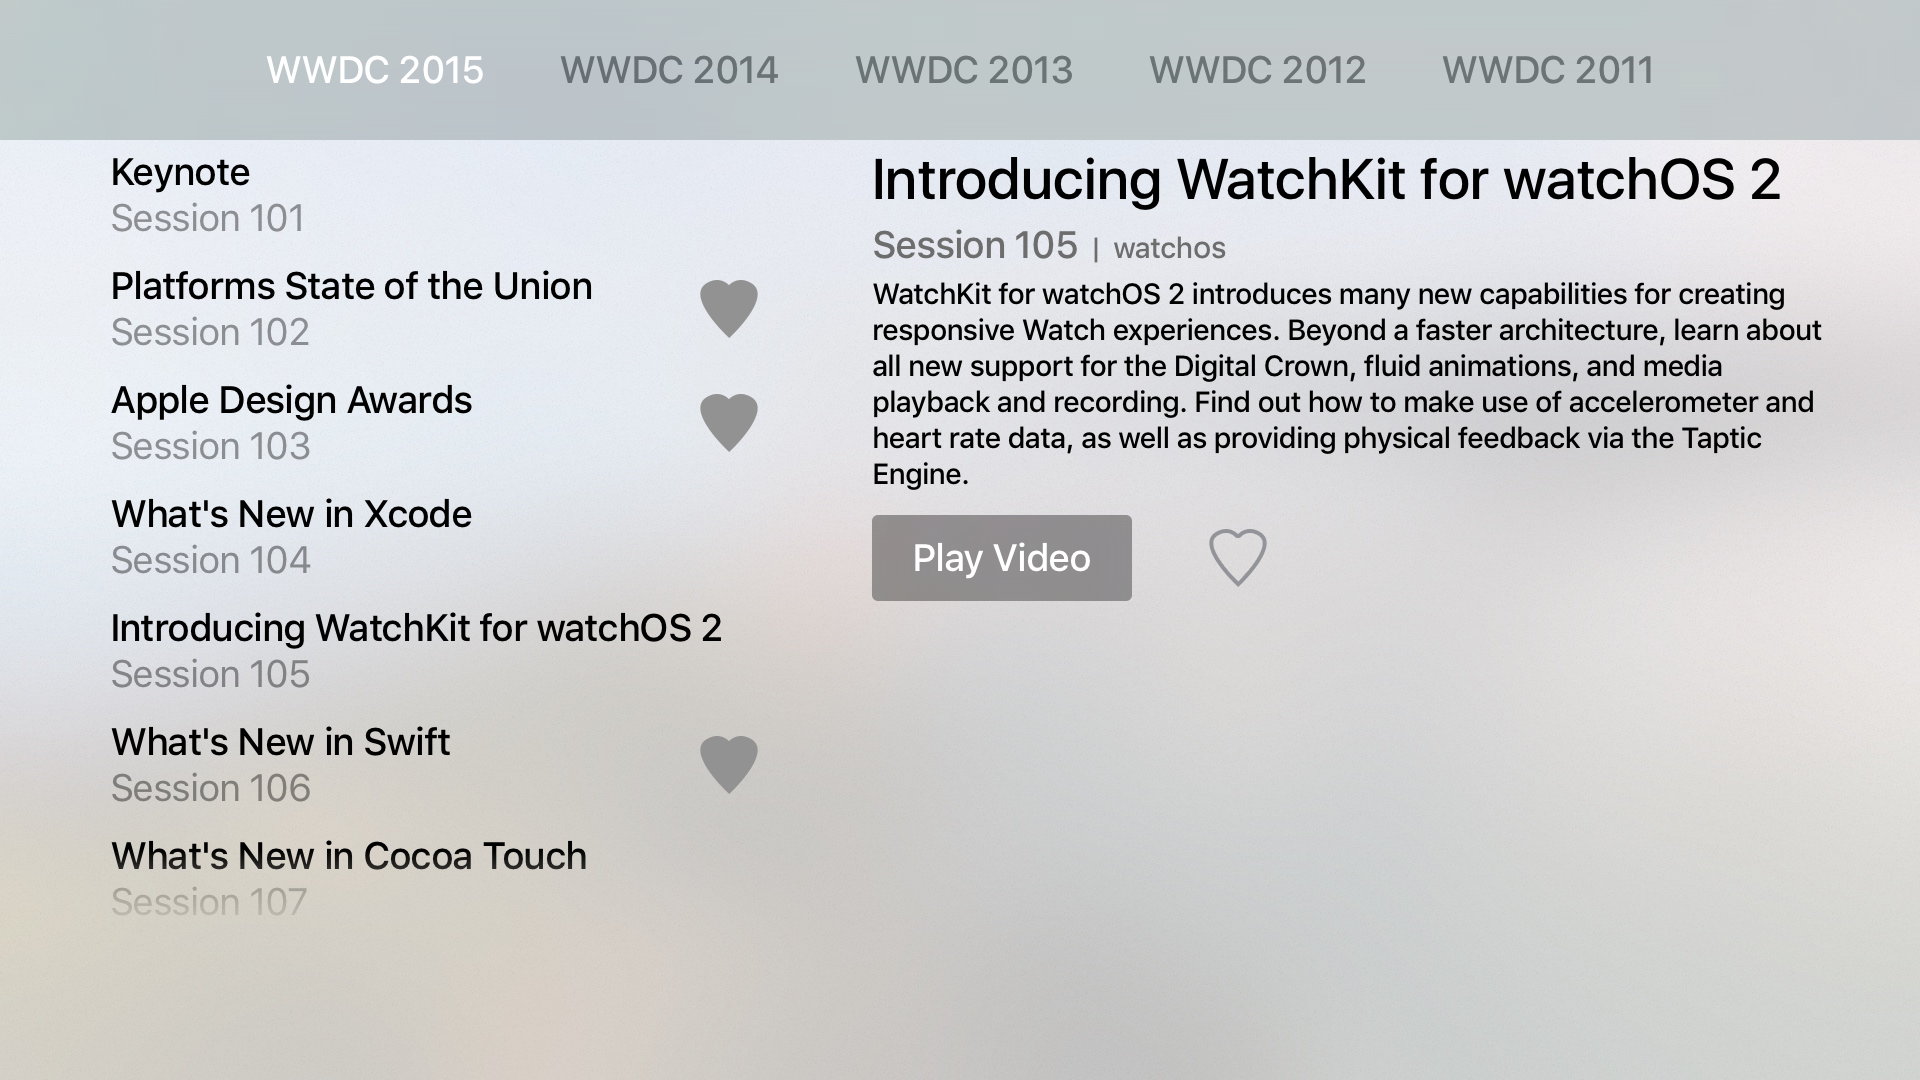 WWDC 2015 WWDC 2014 WWDC 2013 WWDC 2012 WWDC 2011
Keynote
Session 101
Platforms State of the Union
Session 102
Apple Design Awards
Session 103
What's New in Xcode
Session 104
Introducing WatchKit for watchOS 2
Session 105
What's New in Swift
Session 106
What's New in Cocoa Touch
Session 107
Introducing WatchKit for watchOS 2
Session 105 | watchos
WatchKit for watchOS 2 introduces many new capabilities for creating
responsive Watch experiences. Beyond a faster architecture, learn about
all new support for the Digital Crown, fluid animations, and media
playback and recording. Find out how to make use of accelerometer and
heart rate data, as well as providing physical feedback via the Taptic
Engine.
Play Video